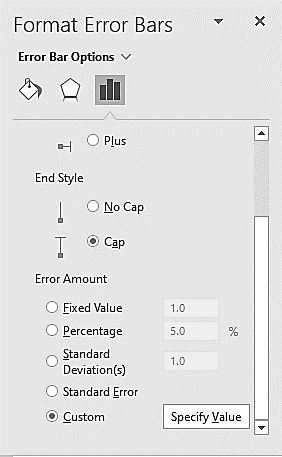 Format Error Bars
Error Bar Options
Plus
End Style
No Cap
Cap
Error Amount
Fixed Value 1.0
Percentage 5.0 %
Standard
Deviation(s) 1.0
Standard Error
Custom Specify Value